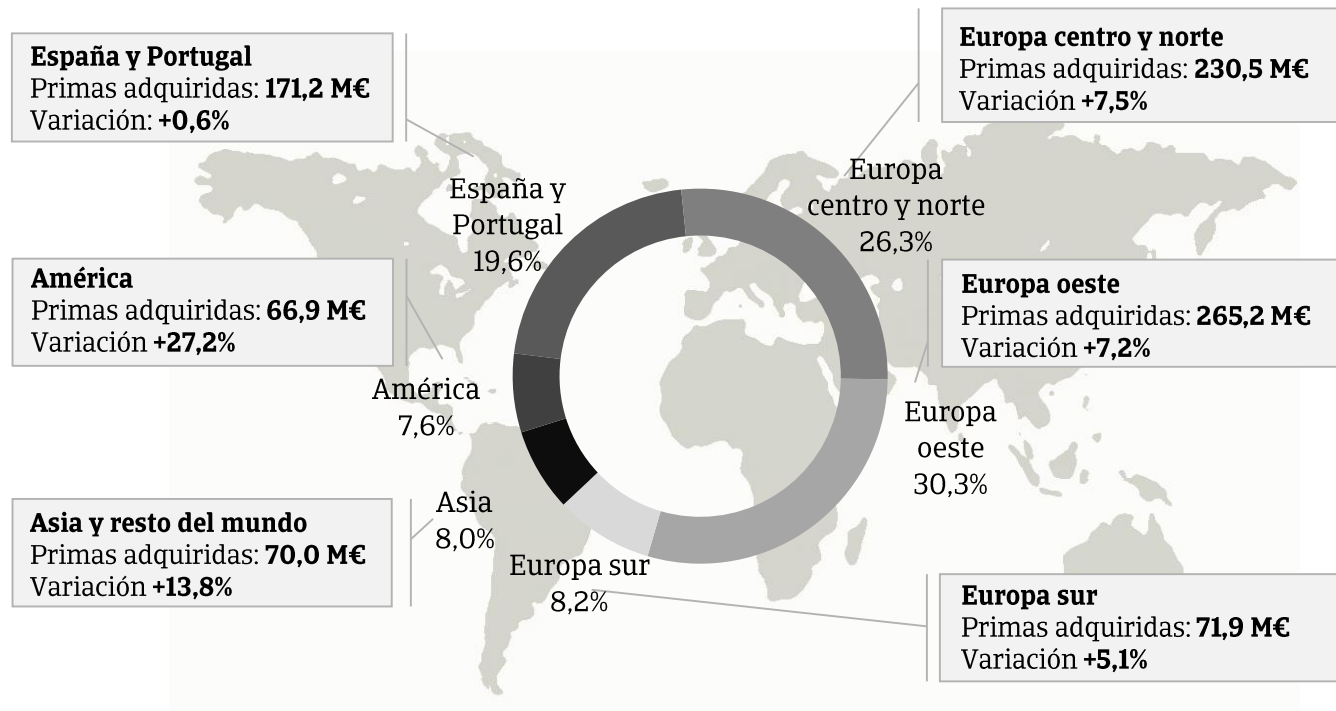 España y Portugal
Primas adquiridas: 171,2 M€
Variación: +0,6%
Europa centro y norte
Primas adquiridas: 230,5 M€
Variación +7,5%
España y
Portugal
19,6%
Europa
centro y norte
26,3%
América
Primas adquiridas: 66,9 M€
Variación +27,2%
Europa oeste
Primas adquiridas: 265,2 M€
Variación +7,2%
América
7,6%
Europa
oeste
30,3%
Asia y resto del mundo
Primas adquiridas: 70,0 M€
Variación +13,8%
Asia
8,0%
Europa sur
8,2%
Europa sur
Primas adquiridas: 71,9 M€
Variación +5,1%